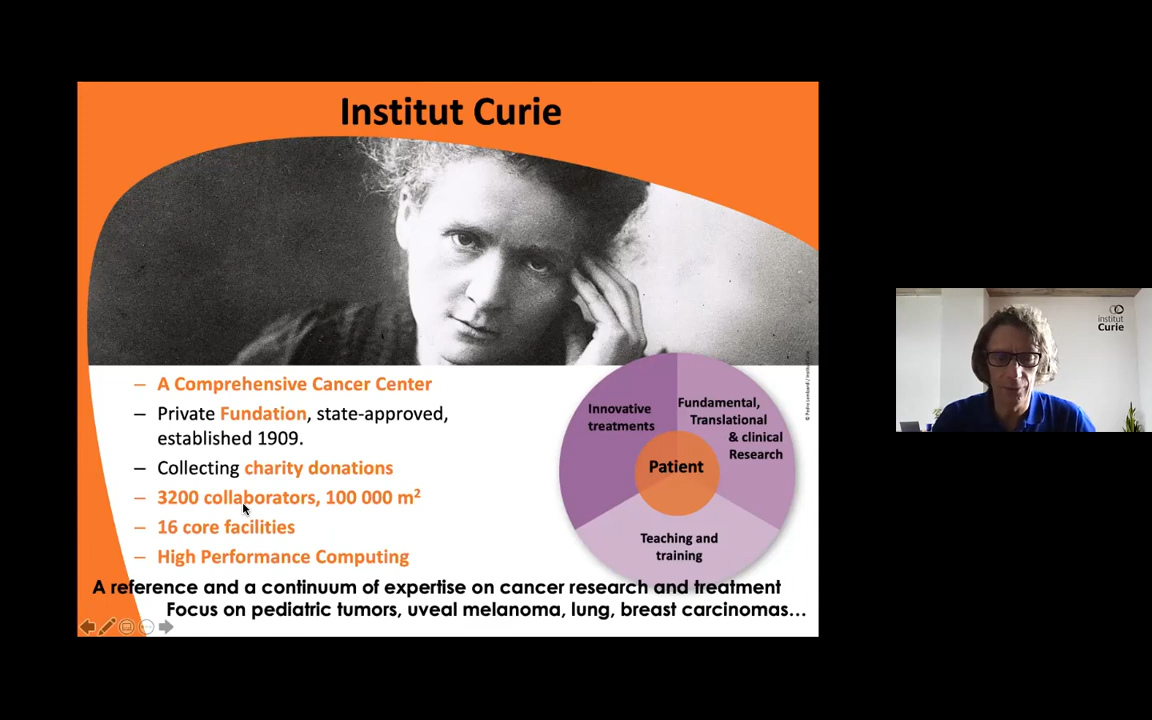 Institut Curie
– A Comprehensive Cancer Center
– Private Fundation, state-approved,
established 1909.
– Collecting charity donations
– 3200 collaborators, 100 000 m²
– 16 core facilities
– High Performance Computing
Innovative
treatments
Fundamental,
Translational
& clinical
Research
Patient
Teaching and
training
A reference and a continuum of expertise on cancer research and treatment
Focus on pediatric tumors, uveal melanoma, lung, breast carcinomas…
institut
Curie